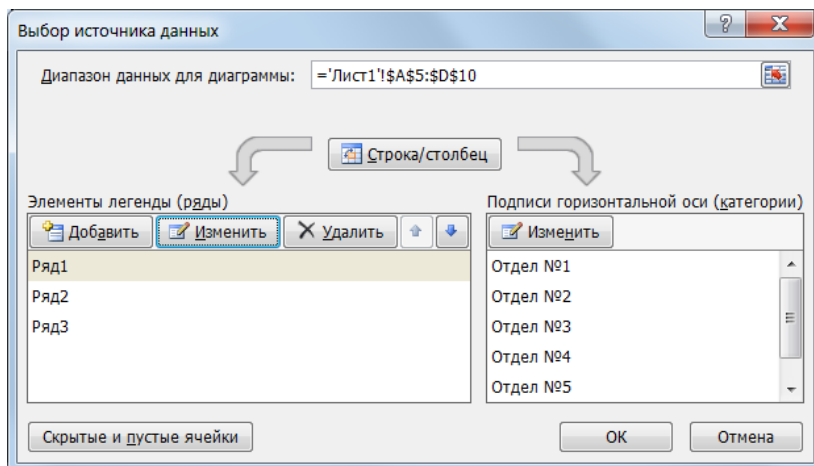 Выбор источника данных
Диапазон данных для диаграммы: ='Лист1'!$A$5:$D$10
Строка/столбец
Элементы легенды (ряды)
Добавить Изменить Удалить
Ряд1
Ряд2
Ряд3
Подписи горизонтальной оси (категории)
Изменить
Отдел №1
Отдел №2
Отдел №3
Отдел №4
Отдел №5
Скрытые и пустые ячейки
ОК Отмена